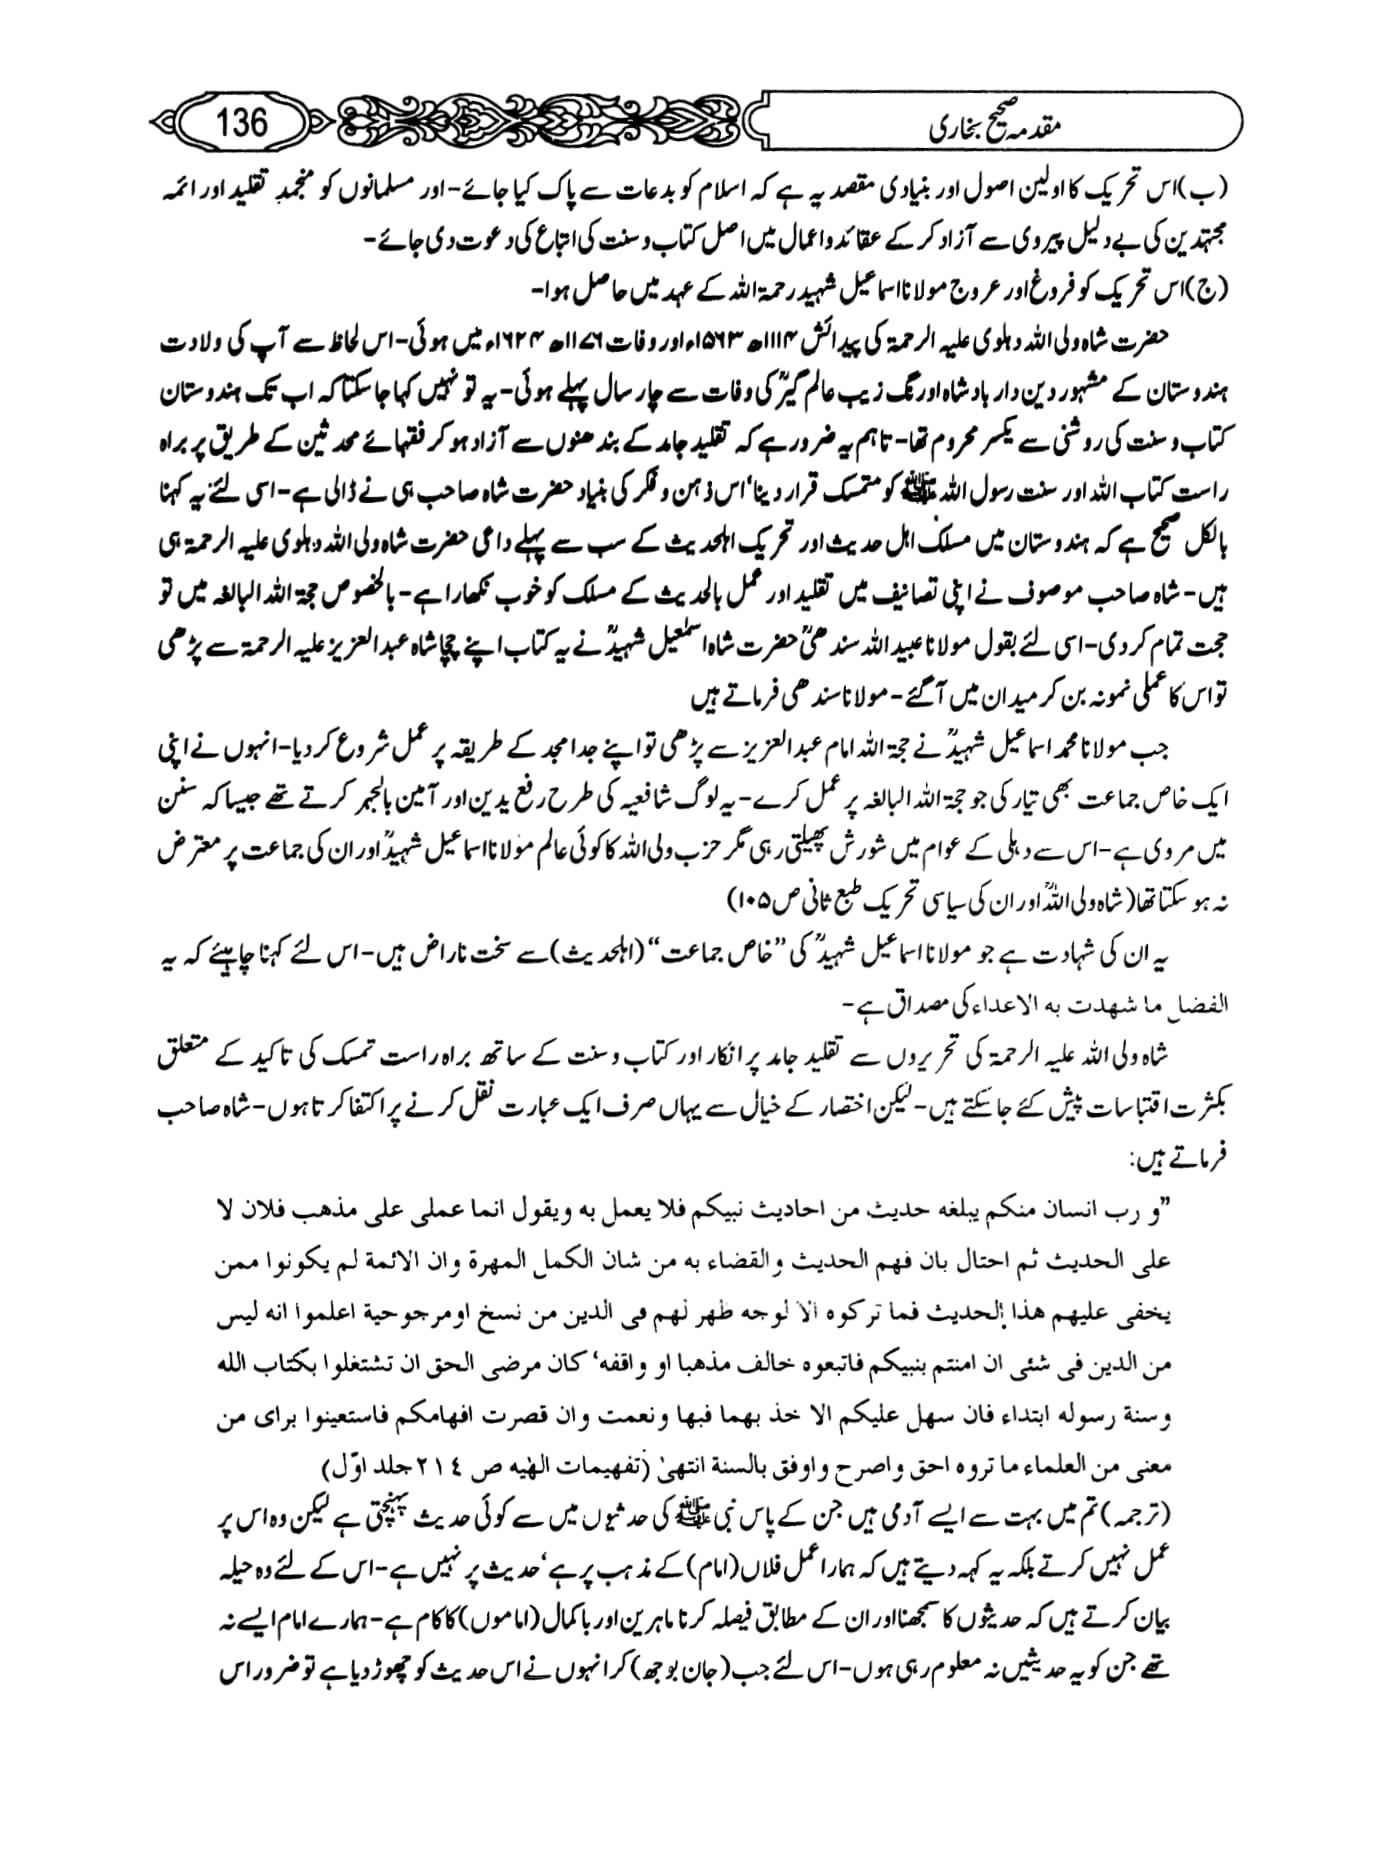 مقدمہ صحیح بخاری
136
(ب) اس تحریک کا اولین اصول اور بنیادی مقصد یہ ہے کہ اسلام کو بدعات سے پاک کیا جائے- اور مسلمانوں کو منجمد تقلید اور ائمہ
مجتہدین کی بے دلیل پیروی سے آزاد کر کے عقائد و اعمال میں اصل کتاب و سنت کی اتباع کی دعوت دی جائے-
(ج) اس تحریک کو فروغ اور عروج مولانا اسماعیل شہید رحمۃ اللہ کے عہد میں حاصل ہوا-
حضرت شاہ ولی اللہ دہلوی علیہ الرحمۃ کی پیدائش ۱۱۱۴ھ ۱۵۶۳ء اور وفات ۱۱۷۶ھ ۱۶۲۴ء میں ہوئی- اس لحاظ سے آپ کی ولادت
ہندوستان کے مشہور دین دار بادشاہ اورنگ زیب عالم گیرؒ کی وفات سے چار سال پہلے ہوئی- یہ تو نہیں کہا جا سکتا کہ اب تک ہندوستان
کتاب و سنت کی روشنی سے یکسر محروم تھا- تاہم یہ ضرور ہے کہ تقلید جامد کے بندھنوں سے آزاد ہو کر فقہائے محدثین کے طریق پر براہ
راست کتاب اللہ اور سنت رسول اللہ ﷺ کو متمسک قرار دینا‘ اس ذہن و فکر کی بنیاد حضرت شاہ صاحب ہی نے ڈالی ہے- اسی لئے یہ کہنا
بالکل صحیح ہے کہ ہندوستان میں مسلک اہل حدیث اور تحریک اہلحدیث کے سب سے پہلے داعی حضرت شاہ ولی اللہ دہلوی علیہ الرحمۃ ہی
ہیں- شاہ صاحب موصوف نے اپنی تصانیف میں تقلید اور عمل بالحدیث کے مسلک کو خوب نکھارا ہے- بالخصوص حجۃ اللہ البالغہ میں تو
حجت تمام کر دی- اسی لئے بقول مولانا عبید اللہ سندھیؒ حضرت شاہ اسمٰعیل شہیدؒ نے یہ کتاب اپنے چچا شاہ عبدالعزیز علیہ الرحمۃ سے پڑھی
تو اس کا عملی نمونہ بن کر میدان میں آ گئے- مولانا سندھی فرماتے ہیں
جب مولانا محمد اسماعیل شہیدؒ نے حجۃ اللہ امام عبدالعزیز سے پڑھی تو اپنے جد امجد کے طریقہ پر عمل شروع کر دیا- انہوں نے اپنی
ایک خاص جماعت بھی تیار کی جو حجۃ اللہ البالغہ پر عمل کرے- یہ لوگ شافعیہ کی طرح رفع یدین اور آمین بالجہر کرتے تھے جیسا کہ سنن
میں مروی ہے- اس سے دہلی کے عوام میں شورش پھیلتی رہی مگر حزب ولی اللہ کا کوئی عالم مولانا اسماعیل شہیدؒ اور ان کی جماعت پر معترض
نہ ہو سکتا تھا (شاہ ولی اللہؒ اور ان کی سیاسی تحریک طبع ثانی ص ۱۰۵)
یہ ان کی شہادت ہے جو مولانا اسماعیل شہیدؒ کی ”خاص جماعت“ (اہلحدیث) سے سخت ناراض ہیں- اس لئے کہنا چاہیئے کہ یہ
الفضل ما شهدت به الاعداء کی مصداق ہے-
شاہ ولی اللہ علیہ الرحمۃ کی تحریروں سے تقلید جامد پر انکار اور کتاب و سنت کے ساتھ براہ راست تمسک کی تاکید کے متعلق
بکثرت اقتباسات پیش کئے جا سکتے ہیں- لیکن اختصار کے خیال سے یہاں صرف ایک عبارت نقل کرنے پر اکتفا کرتا ہوں- شاہ صاحب
فرماتے ہیں:
”و رب انسان منكم يبلغه حديث من احاديث نبيكم فلا يعمل به ويقول انما عملى على مذهب فلان لا
على الحديث ثم احتال بان فهم الحديث والقضاء به من شان الكمل المهرة وان الائمة لم يكونوا ممن
يخفى عليهم هذا الحديث فما تركوه الا لوجه ظهر لهم فى الدين من نسخ اومرجوحية اعلموا انه ليس
من الدين فى شئى ان امنتم بنبيكم فاتبعوه خالف مذهبا او واقفه‘ كان مرضى الحق ان تشتغلوا بكتاب الله
وسنة رسوله ابتداء فان سهل عليكم الا خذ بهما فبها ونعمت وان قصرت افهامكم فاستعينوا براى من
معنى من العلماء ما تروه احق واصرح واوفق بالسنة انتهىٰ (تفهيمات الهٰيه ص ٢١٤ جلد اوّل)
(ترجمہ) تم میں بہت سے ایسے آدمی ہیں جن کے پاس نبی ﷺ کی حدثیوں میں سے کوئی حدیث پہنچتی ہے لیکن وہ اس پر
عمل نہیں کرتے بلکہ یہ کہہ دیتے ہیں کہ ہمارا عمل فلاں (امام) کے مذہب پر ہے‘ حدیث پر نہیں ہے- اس کے لئے وہ حیلہ
بیان کرتے ہیں کہ حدیثوں کا سمجھنا اور ان کے مطابق فیصلہ کرنا ماہرین اور باکمال (اماموں) کا کام ہے- ہمارے امام ایسے نہ
تھے جن کو یہ حدیثیں نہ معلوم رہی ہوں- اس لئے جب (جان بوجھ) کر انہوں نے اس حدیث کو چھوڑ دیا ہے تو ضرور اس